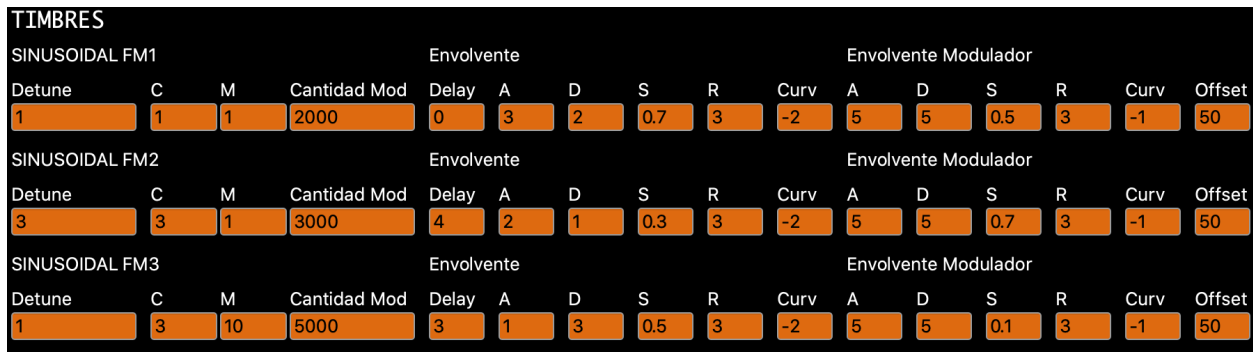 TIMBRES
SINUSOIDAL FM1 Envolvente Envolvente Modulador
Detune C M Cantidad Mod Delay A D S R Curv A D S R Curv Offset
1 1 1 2000 0 3 2 0.7 3 -2 5 5 0.5 3 -1 50
SINUSOIDAL FM2 Envolvente Envolvente Modulador
Detune C M Cantidad Mod Delay A D S R Curv A D S R Curv Offset
3 3 1 3000 4 2 1 0.3 3 -2 5 5 0.7 3 -1 50
SINUSOIDAL FM3 Envolvente Envolvente Modulador
Detune C M Cantidad Mod Delay A D S R Curv A D S R Curv Offset
1 3 10 5000 3 1 3 0.5 3 -2 5 5 0.1 3 -1 50